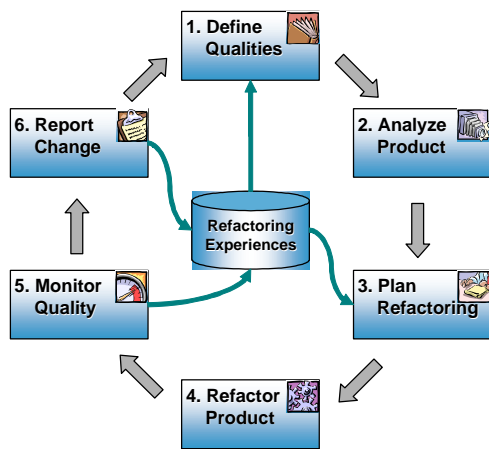 1. Define
Qualities
2. Analyze
Product
3. Plan
Refactoring
4. Refactor
Product
5. Monitor
Quality
6. Report
Change
Refactoring
Experiences